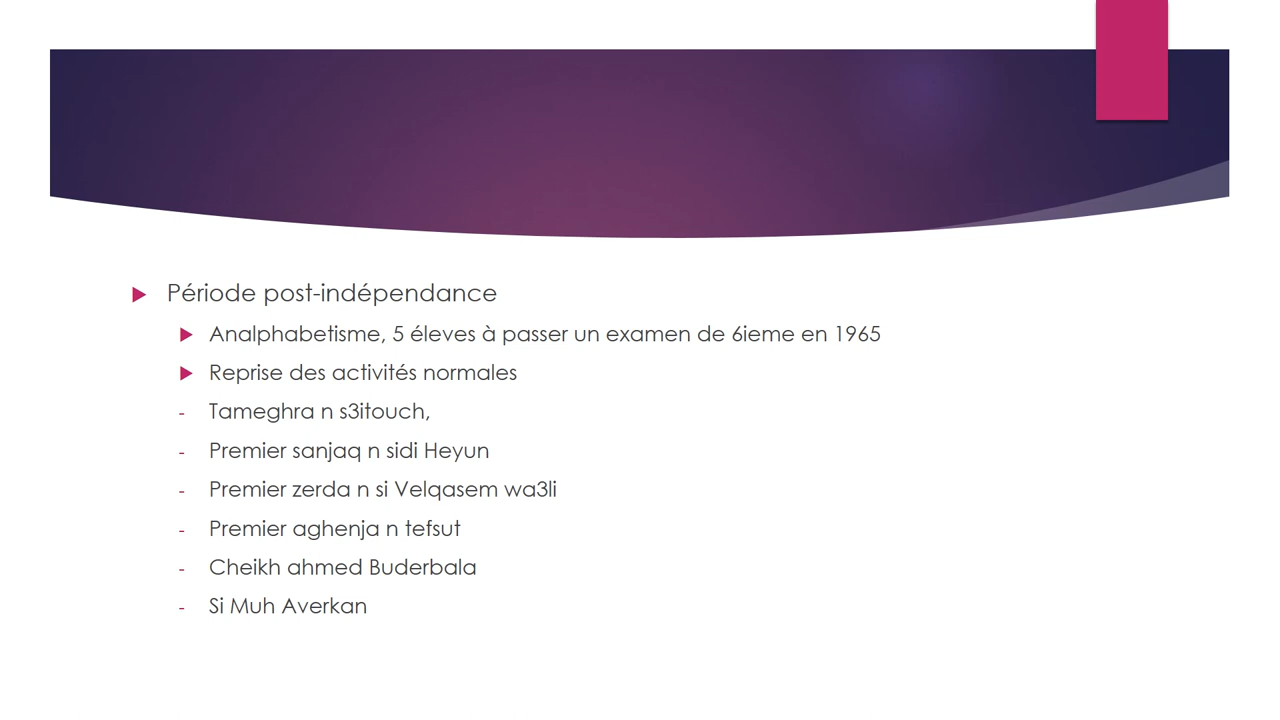 Période post-indépendance
Analphabetisme, 5 éleves à passer un examen de 6ieme en 1965
Reprise des activités normales
- Tameghra n s3itouch,
- Premier sanjaq n sidi Heyun
- Premier zerda n si Velqasem wa3li
- Premier aghenja n tefsut
- Cheikh ahmed Buderbala
- Si Muh Averkan